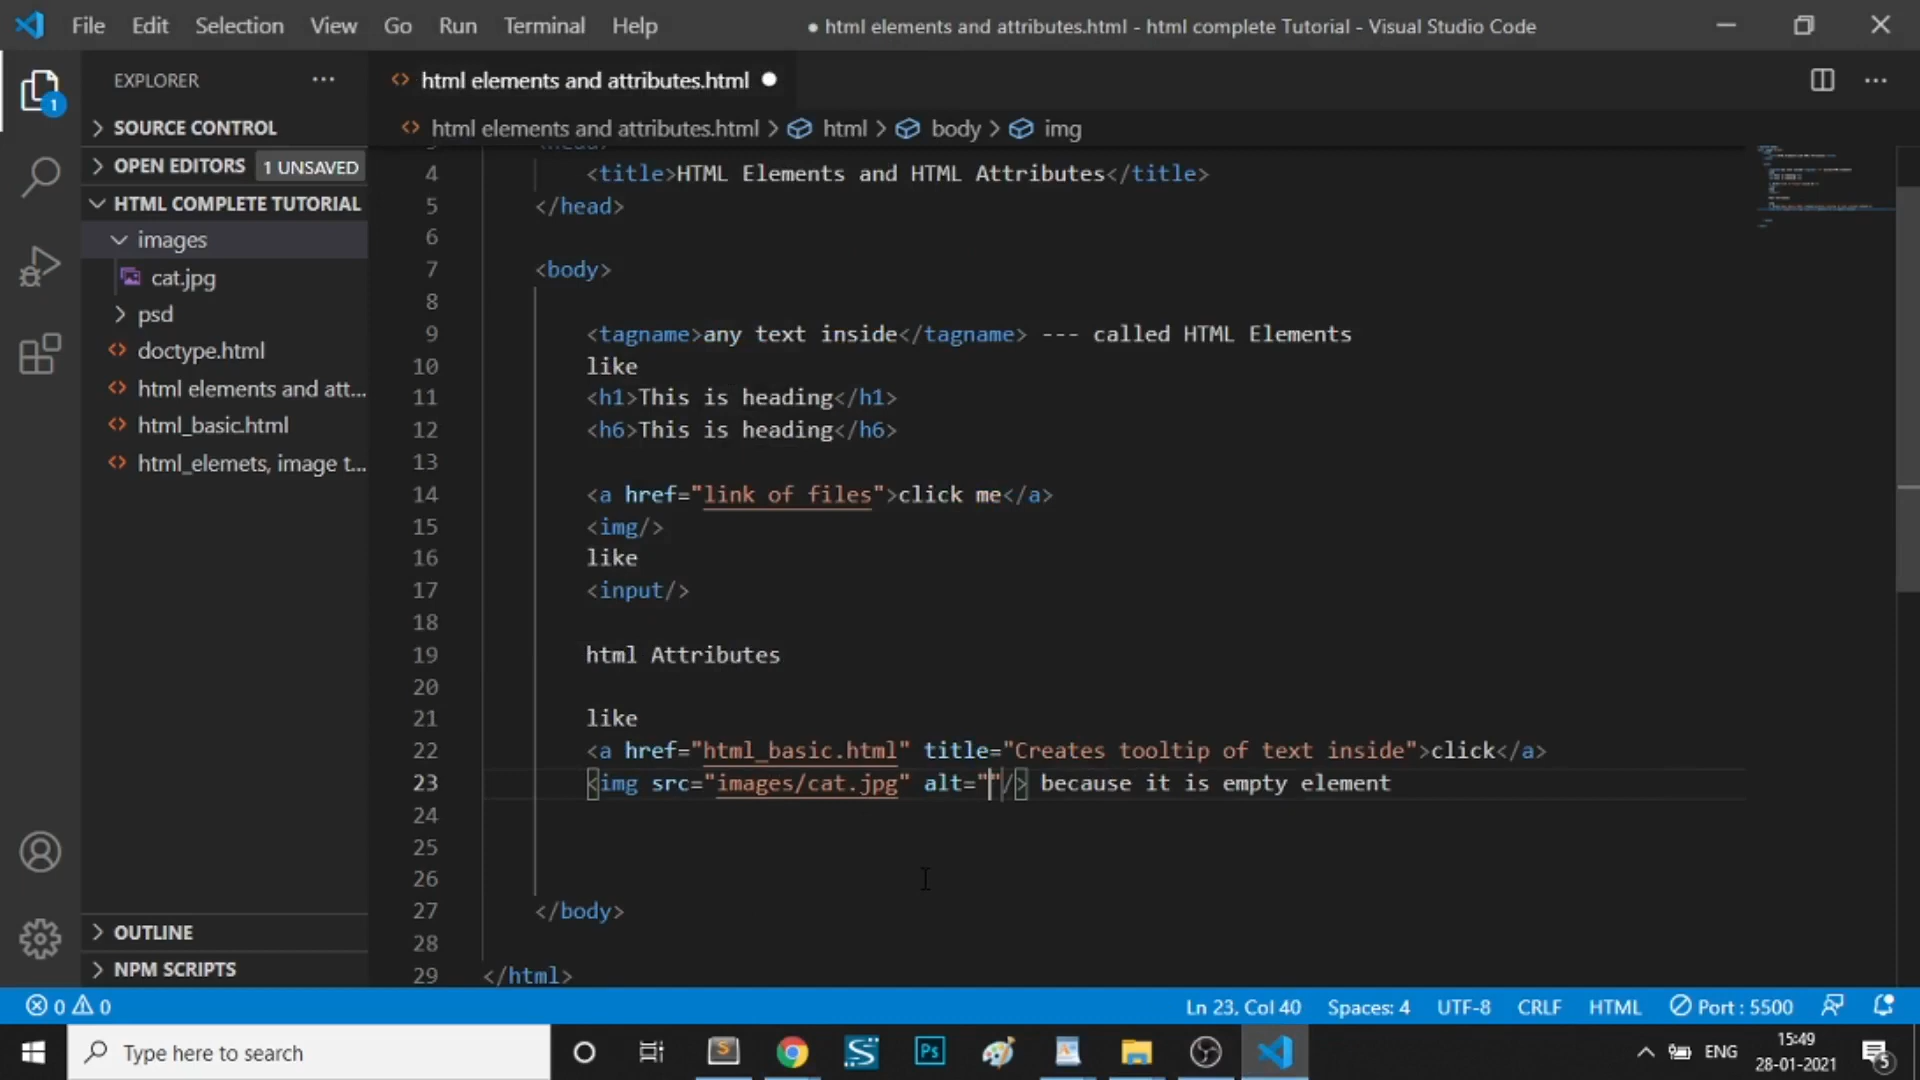 File Edit Selection View Go Run Terminal Help
● html elements and attributes.html - html complete Tutorial - Visual Studio Code
EXPLORER
SOURCE CONTROL
OPEN EDITORS 1 UNSAVED
HTML COMPLETE TUTORIAL
images
cat.jpg
psd
doctype.html
html elements and att...
html_basic.html
html_elemets, image t...
OUTLINE
NPM SCRIPTS
1
html elements and attributes.html ●
html elements and attributes.html > html > body > img
4 <title>HTML Elements and HTML Attributes</title>
5 </head>
6
7 <body>
8
9 <tagname>any text inside</tagname> --- called HTML Elements
10 like
11 <h1>This is heading</h1>
12 <h6>This is heading</h6>
13
14 <a href="link of files">click me</a>
15 <img/>
16 like
17 <input/>
18
19 html Attributes
20
21 like
22 <a href="html_basic.html" title="Creates tooltip of text inside">click</a>
23 <img src="images/cat.jpg" alt=""/> because it is empty element
24
25
26
27 </body>
28
29 </html>
0 0
Ln 23, Col 40 Spaces: 4 UTF-8 CRLF HTML Port : 5500
Type here to search
S
S
Ps
ENG
15:49
28-01-2021
5